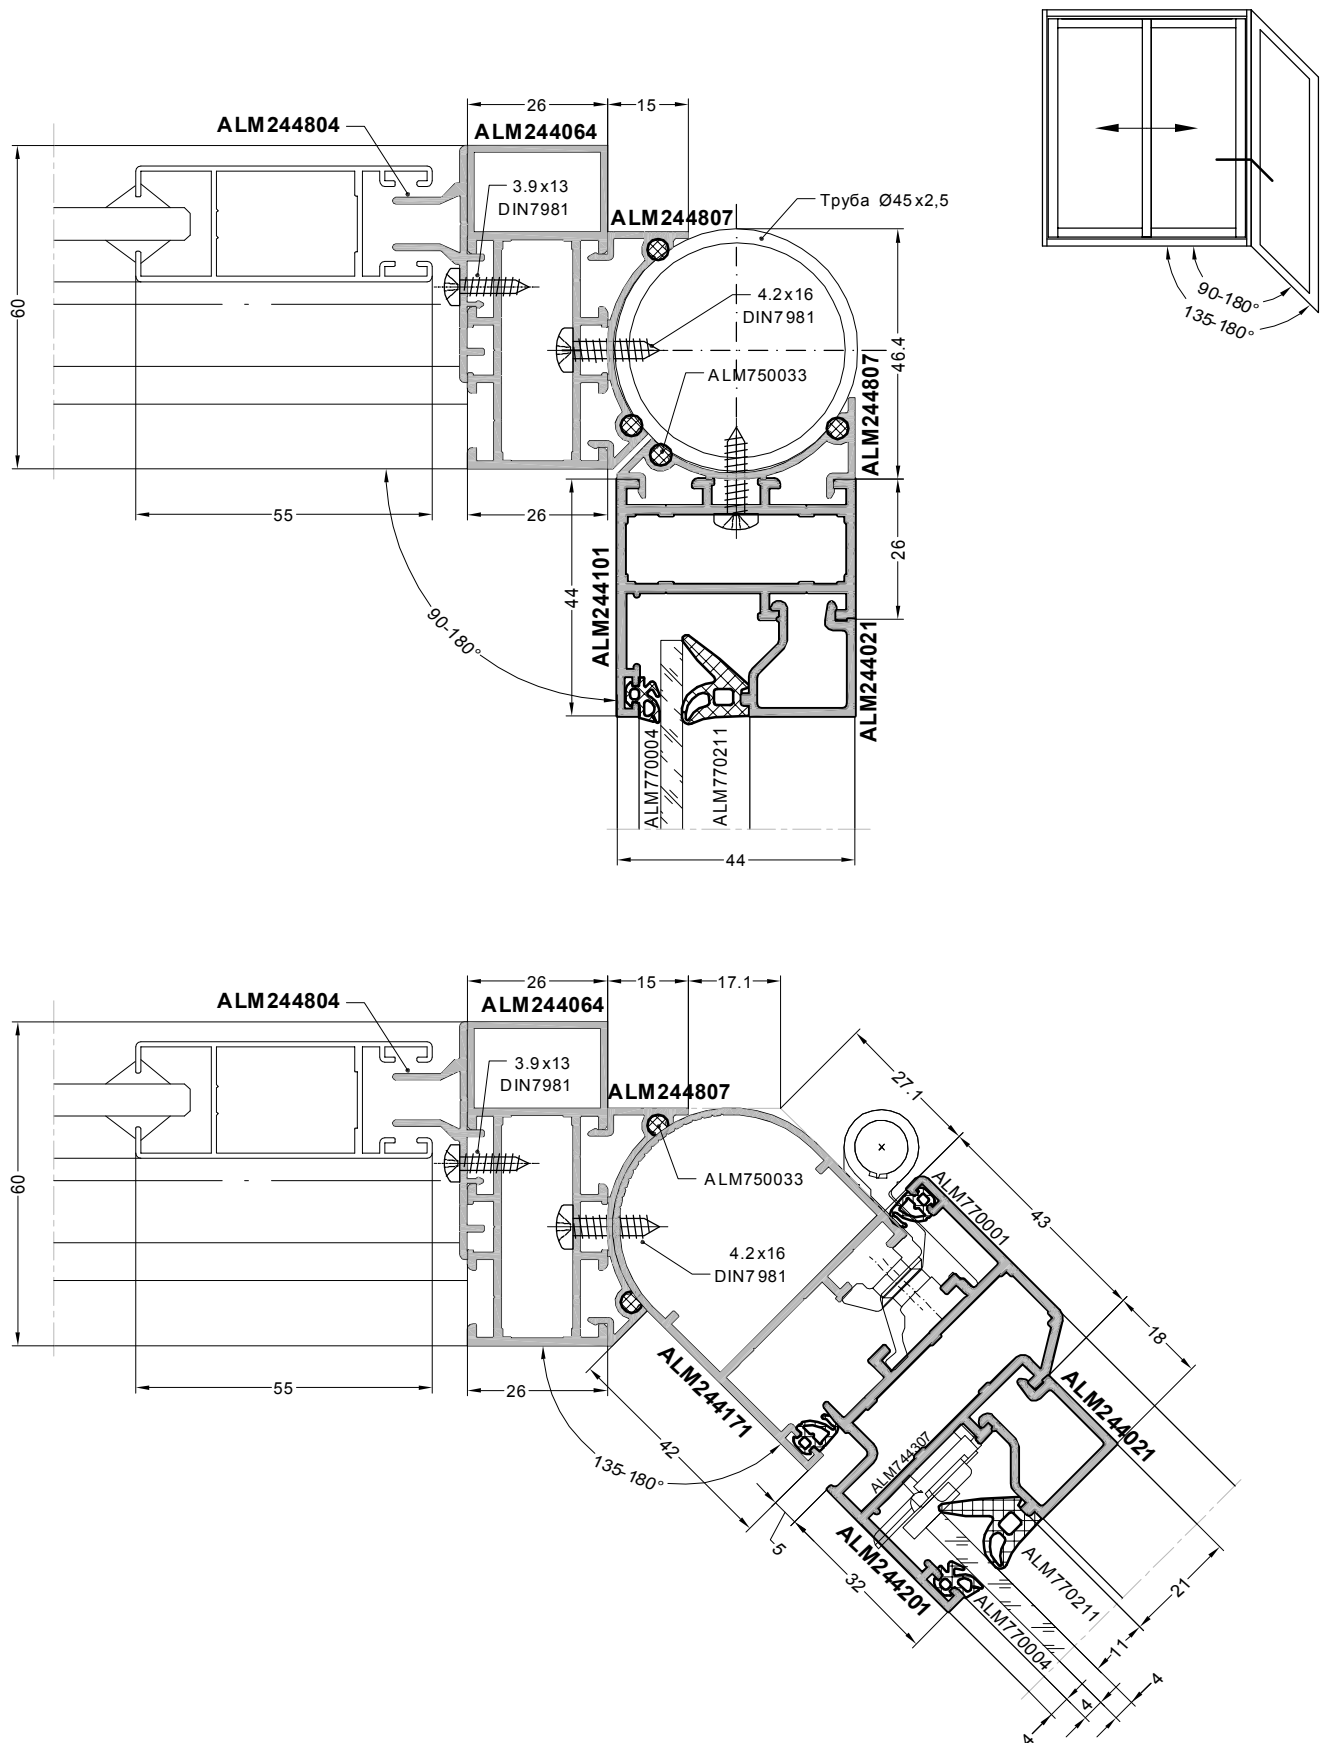 26
15
ALM244804
ALM244064
3.9x13
DIN7981
ALM244807
Труба Ø45x2,5
90-180°
135-180°
60
4.2x16
DIN7981
ALM750033
46.4
ALM244807
55
26
26
44
ALM244101
90-180°
ALM244021
ALM770004
ALM770211
44
26
15
17.1
ALM244804
ALM244064
3.9x13
DIN7981
ALM244807
27.1
60
ALM750033
ALM770001
43
4.2x16
DIN7981
18
55
26
ALM244171
ALM244021
42
135-180°
ALM744307
5
ALM244201
32
ALM770211
ALM770004
21
11
4
4
4